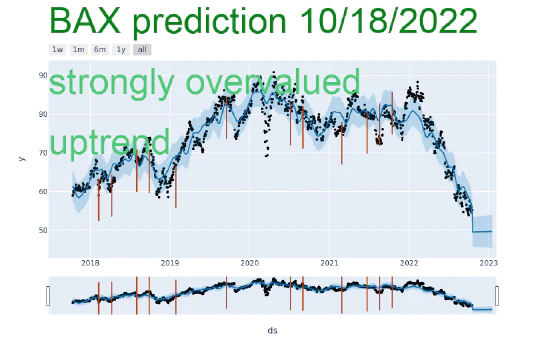 BAX prediction 10/18/2022
1w 1m 6m 1y all
strongly overvalued
uptrend
90
80
70
60
50
y
2018 2019 2020 2021 2022 2023
ds